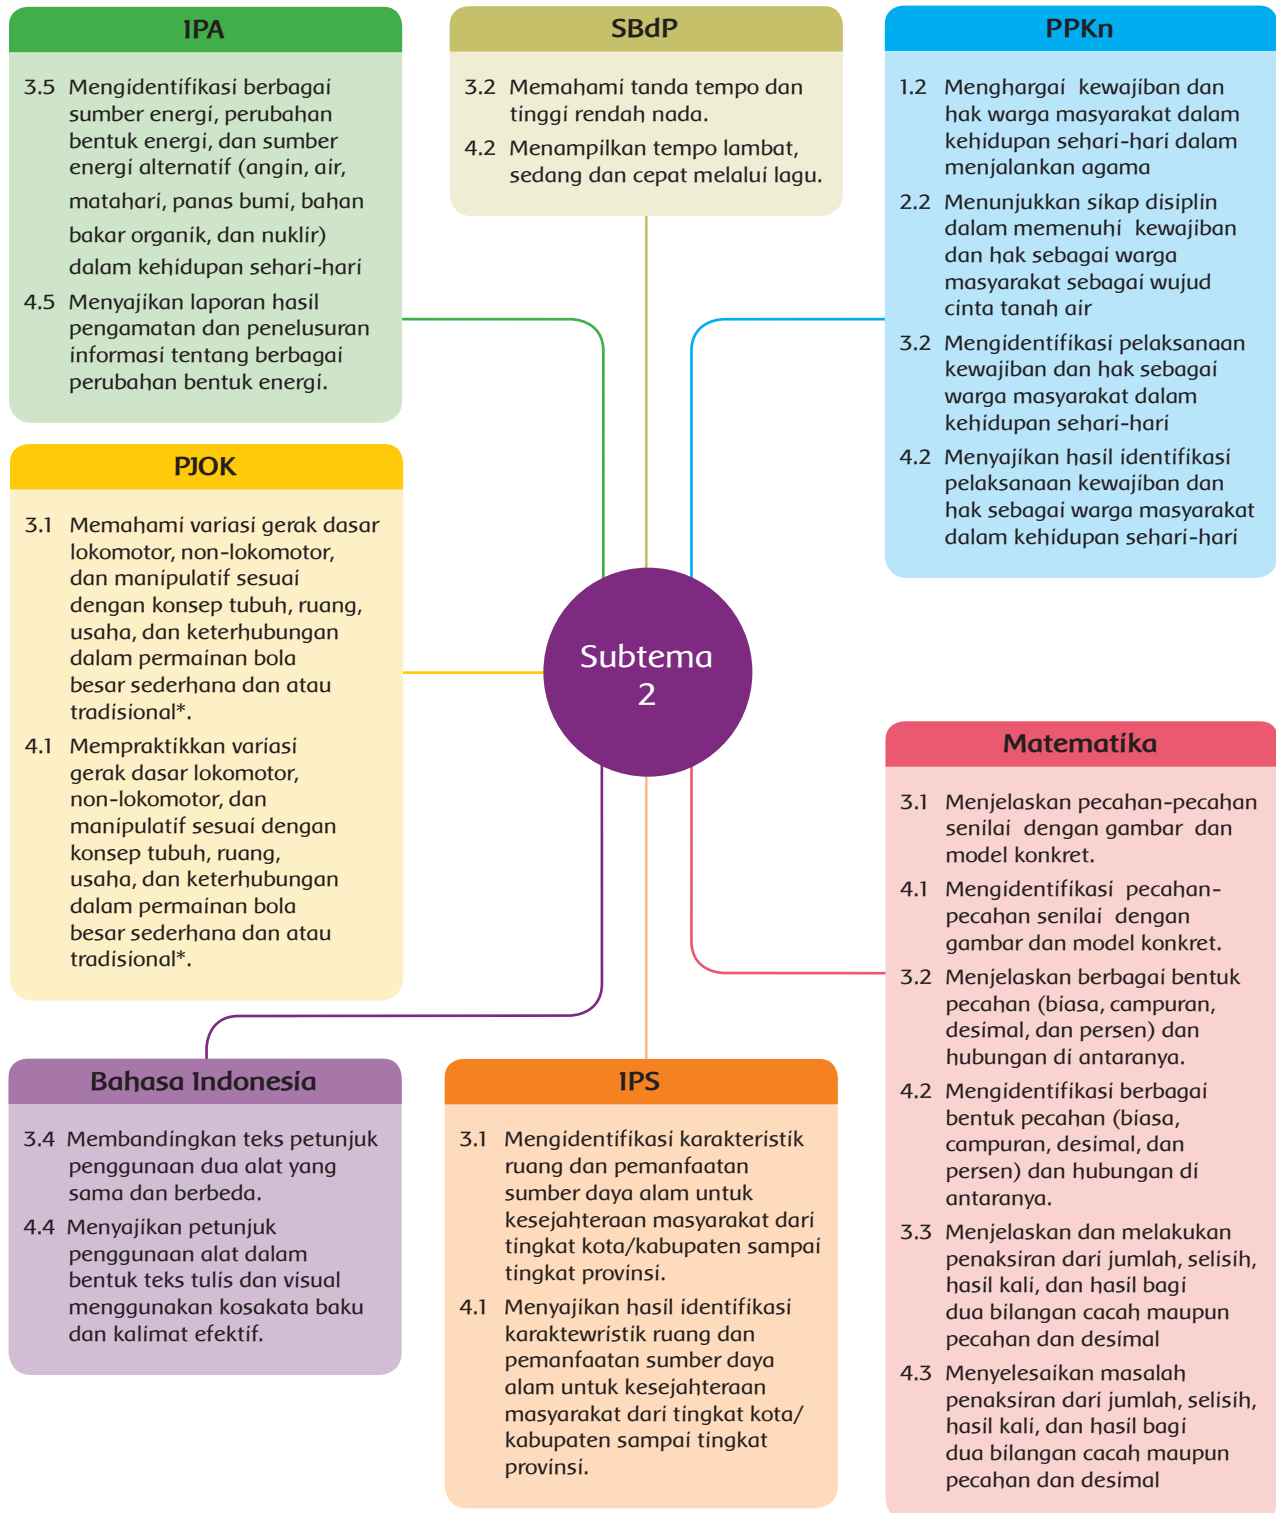 IPA
3.5 Mengidentifikasi berbagai
sumber energi, perubahan
bentuk energi, dan sumber
energi alternatif (angin, air,
matahari, panas bumi, bahan
bakar organik, dan nuklir)
dalam kehidupan sehari-hari
4.5 Menyajikan laporan hasil
pengamatan dan penelusuran
informasi tentang berbagai
perubahan bentuk energi.
SBdP
3.2 Memahami tanda tempo dan
tinggi rendah nada.
4.2 Menampilkan tempo lambat,
sedang dan cepat melalui lagu.
PPKn
1.2 Menghargai kewajiban dan
hak warga masyarakat dalam
kehidupan sehari-hari dalam
menjalankan agama
2.2 Menunjukkan sikap disiplin
dalam memenuhi kewajiban
dan hak sebagai warga
masyarakat sebagai wujud
cinta tanah air
3.2 Mengidentifikasi pelaksanaan
kewajiban dan hak sebagai
warga masyarakat dalam
kehidupan sehari-hari
4.2 Menyajikan hasil identifikasi
pelaksanaan kewajiban dan
hak sebagai warga masyarakat
dalam kehidupan sehari-hari
PJOK
3.1 Memahami variasi gerak dasar
lokomotor, non-lokomotor,
dan manipulatif sesuai
dengan konsep tubuh, ruang,
usaha, dan keterhubungan
dalam permainan bola
besar sederhana dan atau
tradisional*.
4.1 Mempraktikkan variasi
gerak dasar lokomotor,
non-lokomotor, dan
manipulatif sesuai dengan
konsep tubuh, ruang,
usaha, dan keterhubungan
dalam permainan bola
besar sederhana dan atau
tradisional*.
Subtema
2
Matematika
3.1 Menjelaskan pecahan-pecahan
senilai dengan gambar dan
model konkret.
4.1 Mengidentifikasi pecahan-
pecahan senilai dengan
gambar dan model konkret.
3.2 Menjelaskan berbagai bentuk
pecahan (biasa, campuran,
desimal, dan persen) dan
hubungan di antaranya.
4.2 Mengidentifikasi berbagai
bentuk pecahan (biasa,
campuran, desimal, dan
persen) dan hubungan di
antaranya.
3.3 Menjelaskan dan melakukan
penaksiran dari jumlah, selisih,
hasil kali, dan hasil bagi
dua bilangan cacah maupun
pecahan dan desimal
4.3 Menyelesaikan masalah
penaksiran dari jumlah, selisih,
hasil kali, dan hasil bagi
dua bilangan cacah maupun
pecahan dan desimal
Bahasa Indonesia
3.4 Membandingkan teks petunjuk
penggunaan dua alat yang
sama dan berbeda.
4.4 Menyajikan petunjuk
penggunaan alat dalam
bentuk teks tulis dan visual
menggunakan kosakata baku
dan kalimat efektif.
IPS
3.1 Mengidentifikasi karakteristik
ruang dan pemanfaatan
sumber daya alam untuk
kesejahteraan masyarakat dari
tingkat kota/kabupaten sampai
tingkat provinsi.
4.1 Menyajikan hasil identifikasi
karaktewristik ruang dan
pemanfaatan sumber daya
alam untuk kesejahteraan
masyarakat dari tingkat kota/
kabupaten sampai tingkat
provinsi.